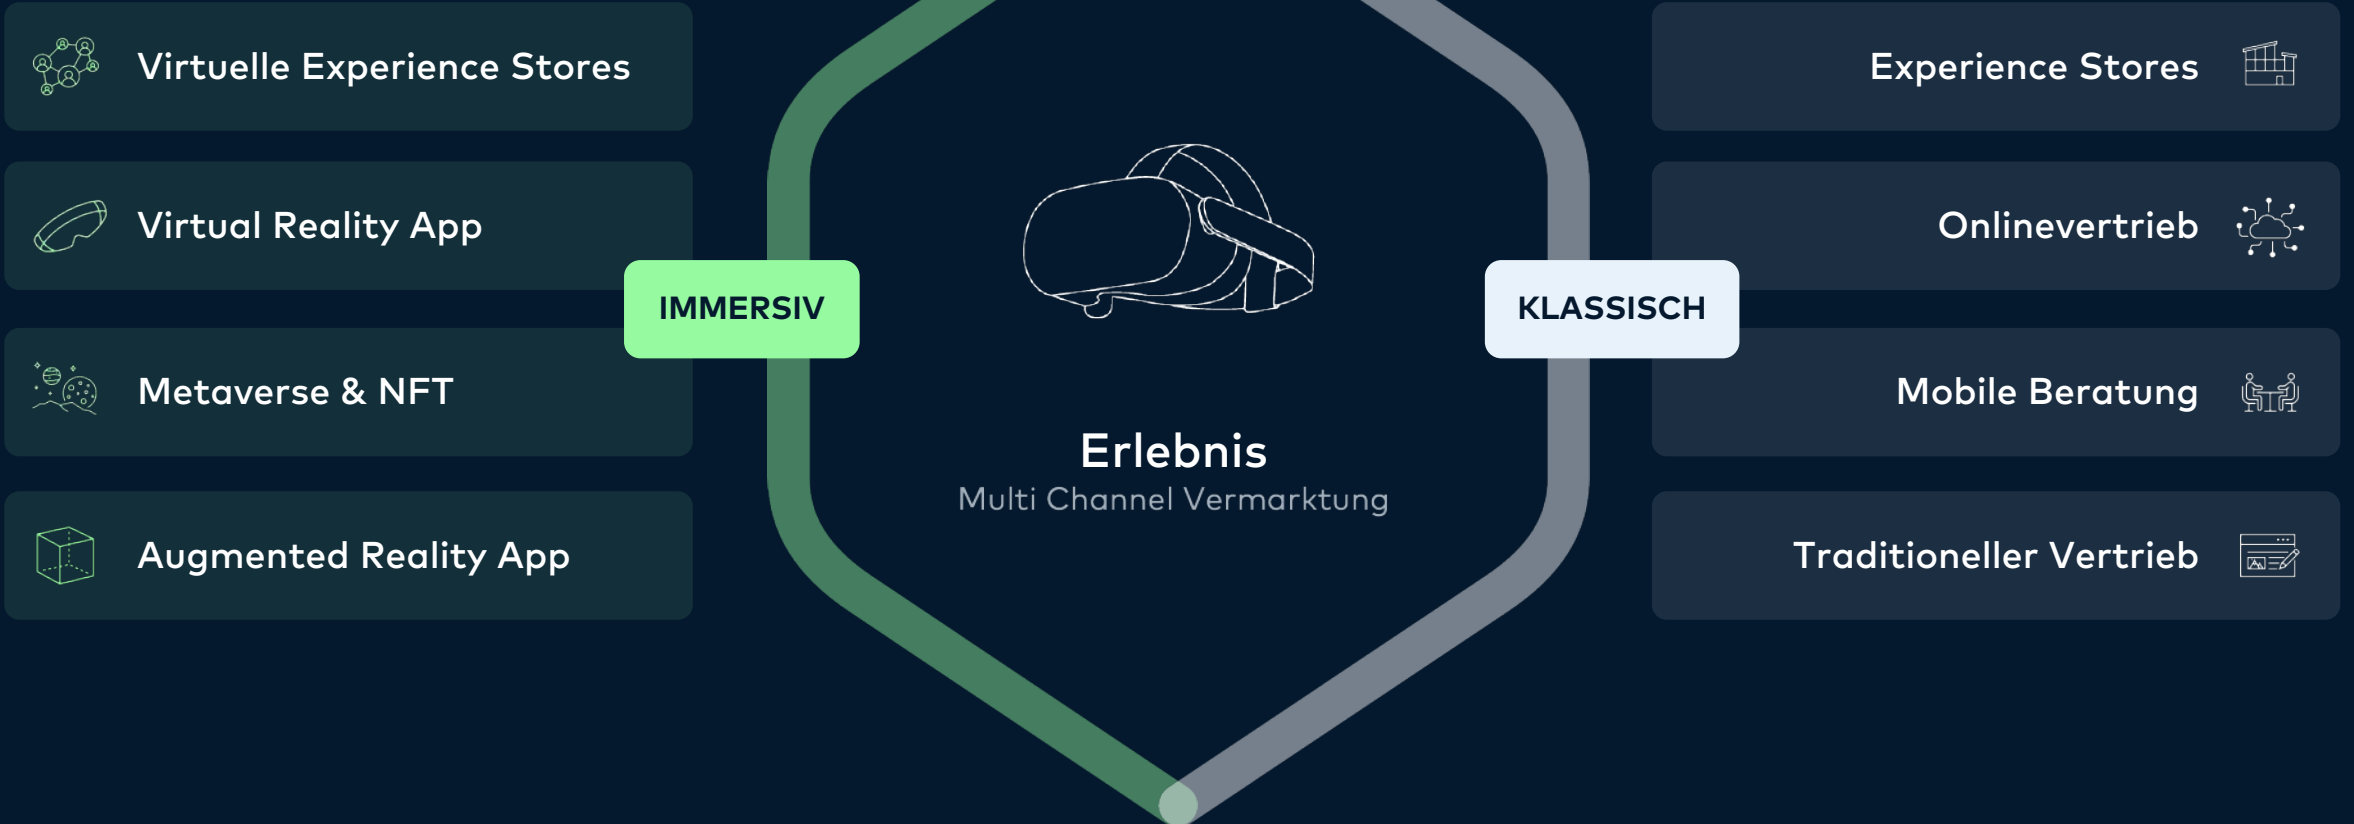 Virtuelle Experience Stores
Virtual Reality App
IMMERSIV
Metaverse & NFT
Augmented Reality App
Erlebnis
Multi Channel Vermarktung
Experience Stores
Onlinevertrieb
KLASSISCH
Mobile Beratung
Traditioneller Vertrieb